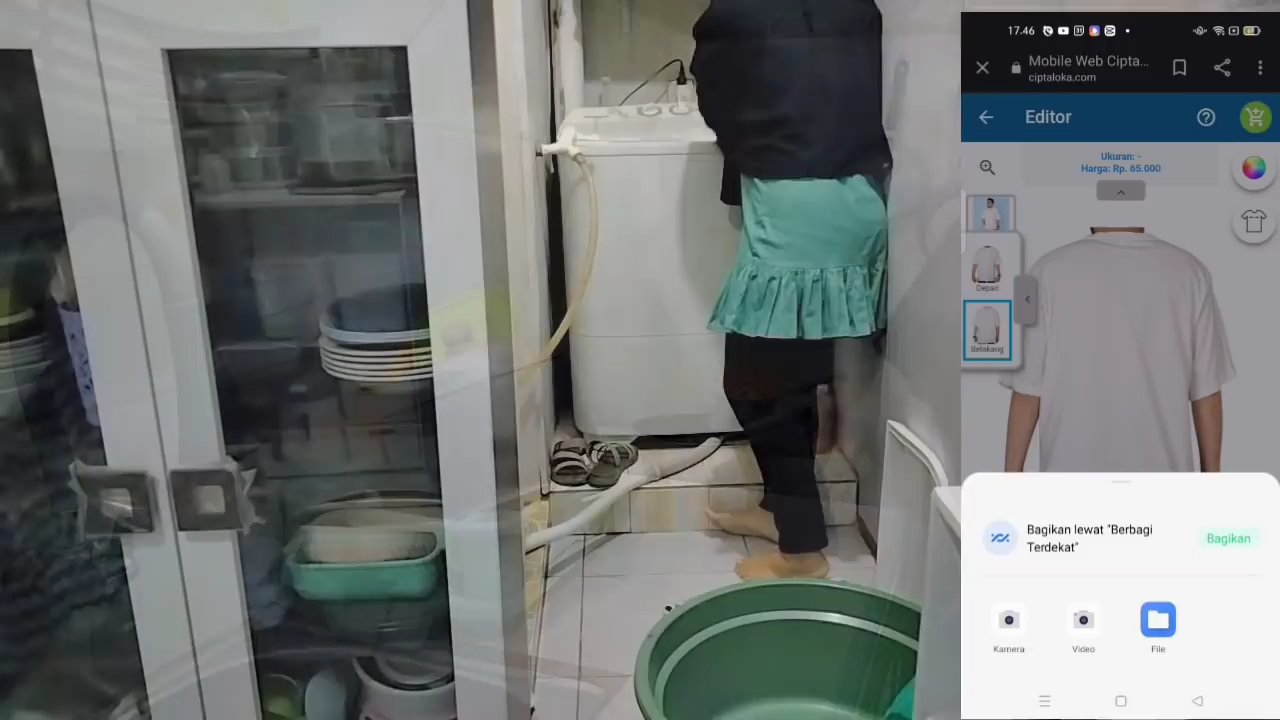 17.46
Mobile Web Cipta...
ciptaloka.com
Editor
Ukuran: -
Harga: Rp. 65.000
Depan
Belakang
Bagikan lewat "Berbagi
Terdekat"
Bagikan
Kamera
Video
File